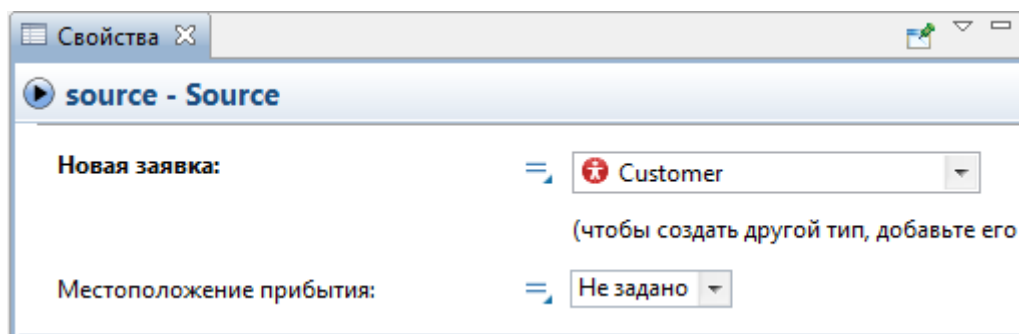 Свойства
source - Source
Новая заявка:
Customer
(чтобы создать другой тип, добавьте его
Местоположение прибытия:
Не задано